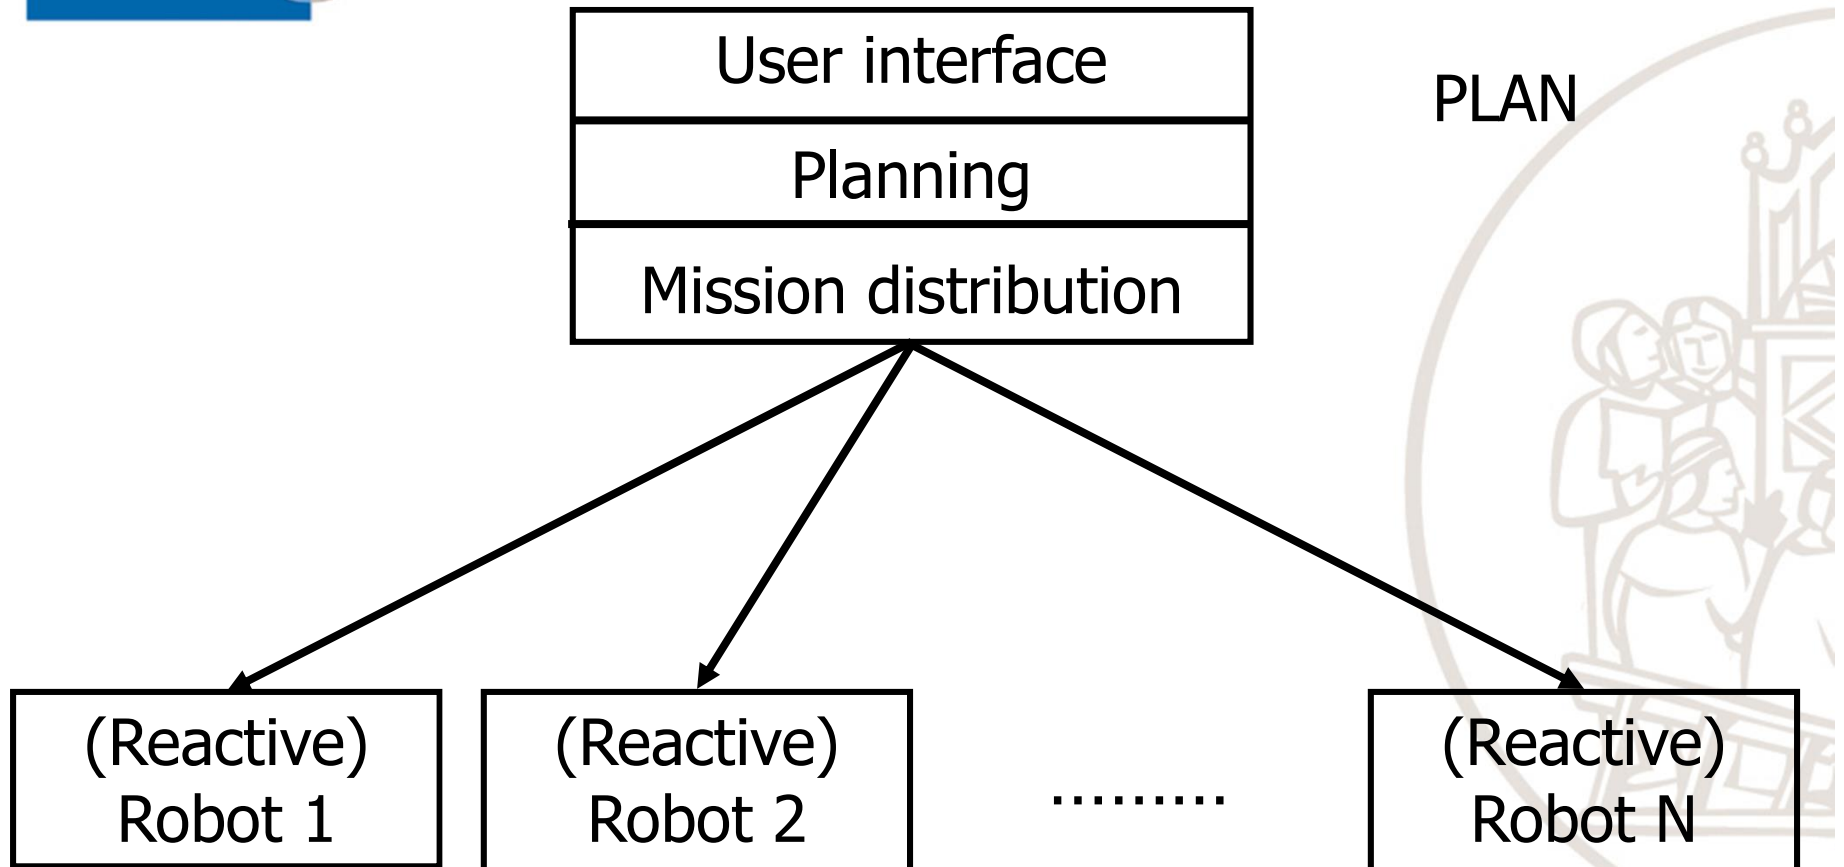 User interface
PLAN
Planning
Mission distribution
(Reactive)
Robot 1
(Reactive)
Robot 2
.........
(Reactive)
Robot N